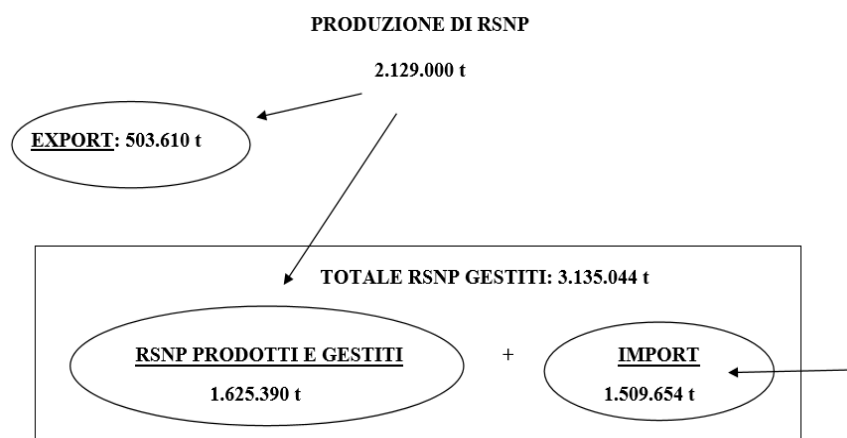 PRODUZIONE DI RSNP
2.129.000 t
EXPORT: 503.610 t
TOTALE RSNP GESTITI: 3.135.044 t
RSNP PRODOTTI E GESTITI + IMPORT
1.625.390 t 1.509.654 t